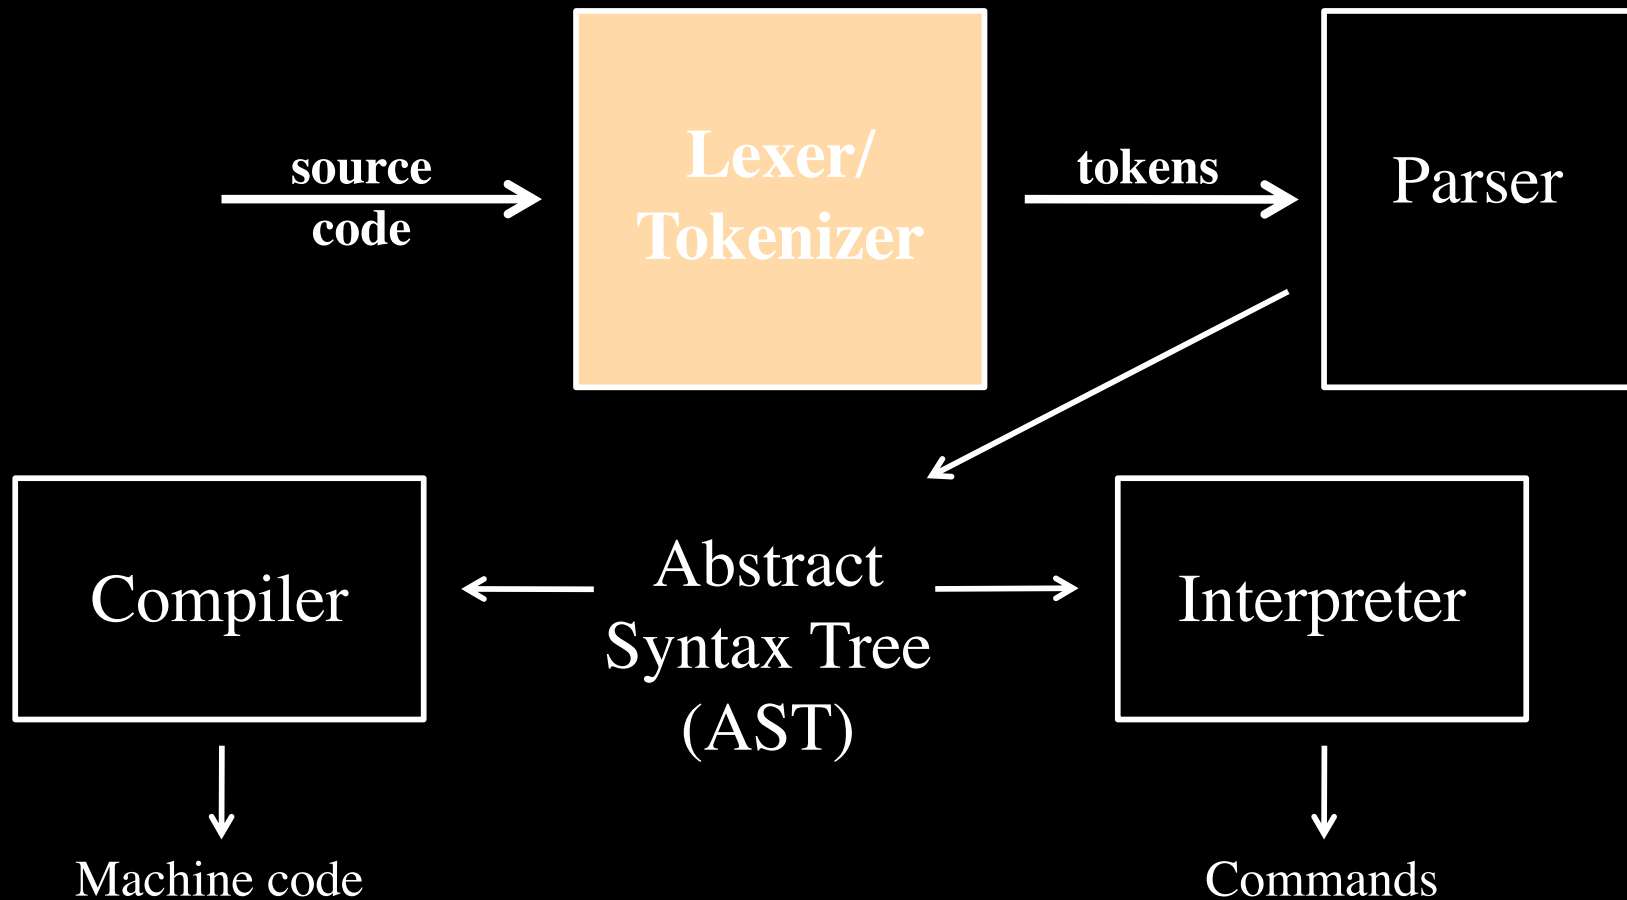 source
code
Lexer/
Tokenizer
tokens
Parser
Compiler
Abstract
Syntax Tree
(AST)
Interpreter
Machine code
Commands